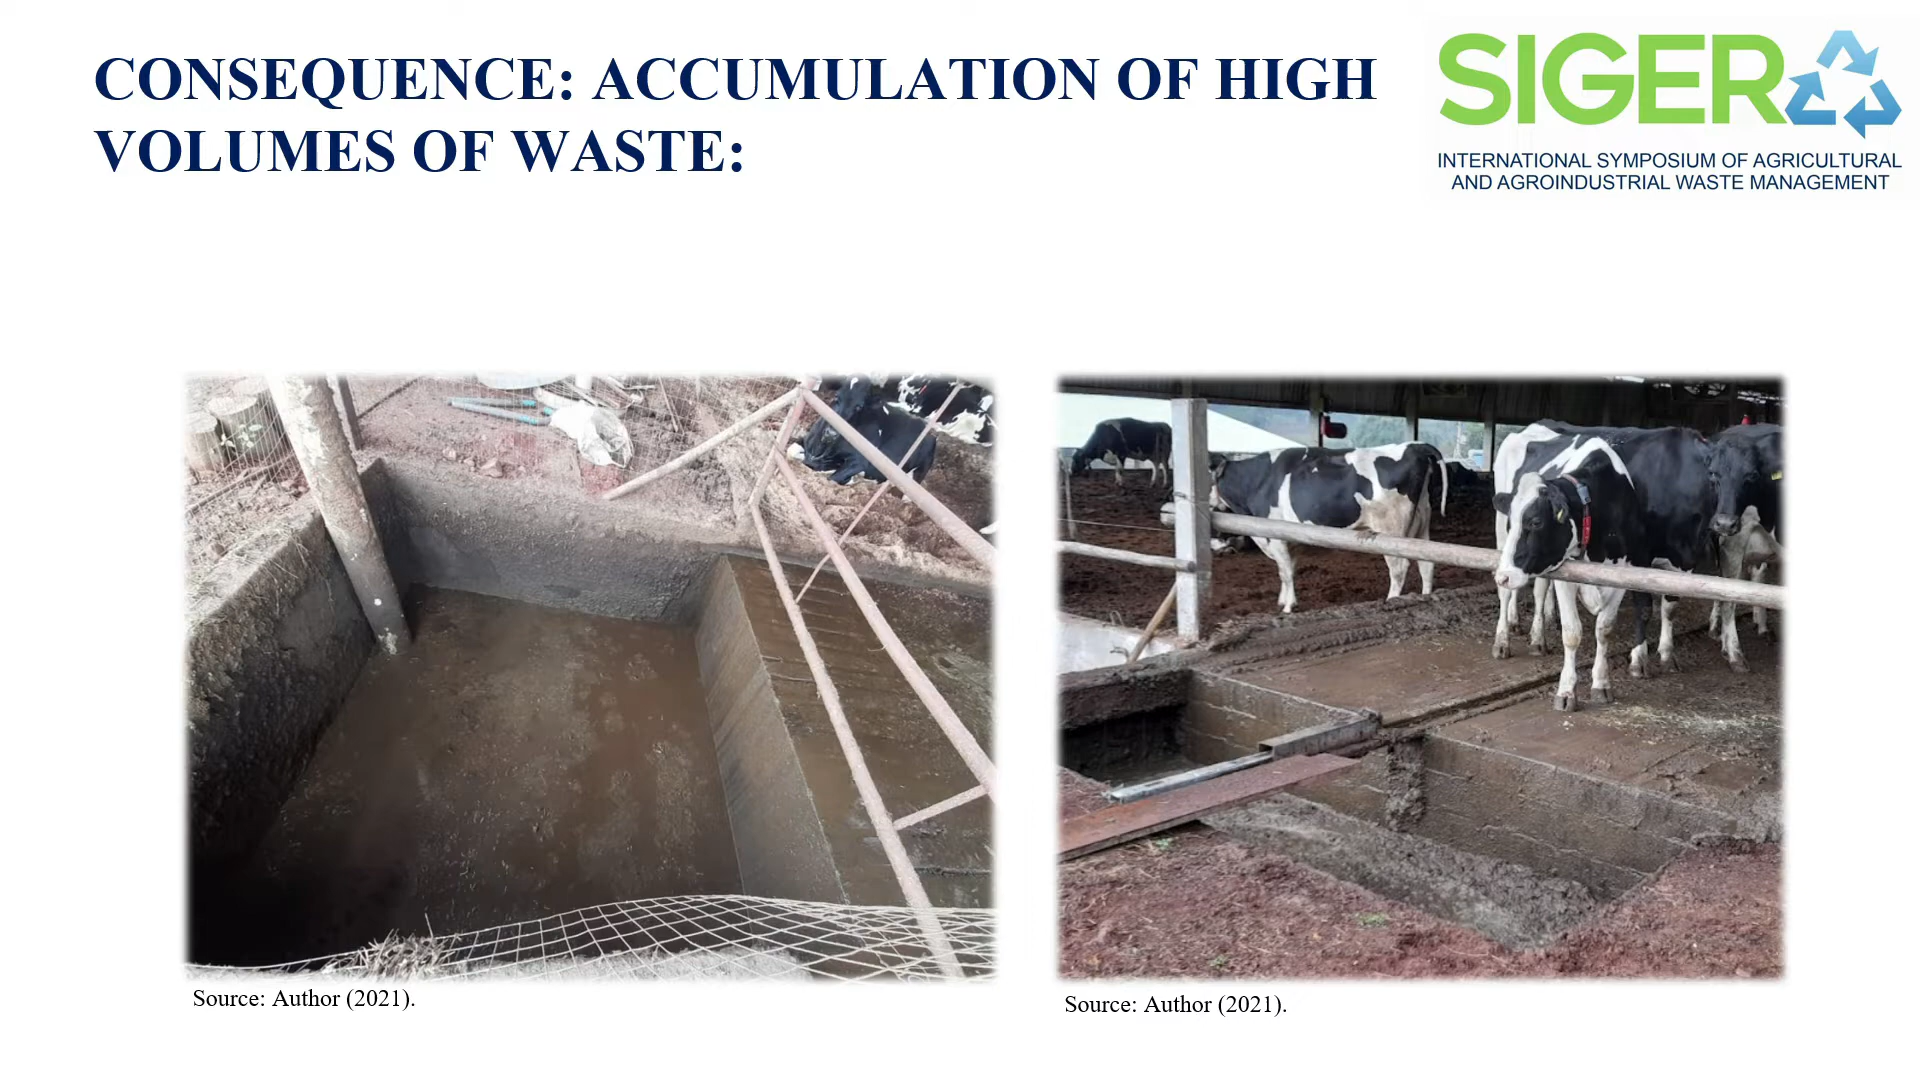 CONSEQUENCE: ACCUMULATION OF HIGH
VOLUMES OF WASTE:
SIGERA
INTERNATIONAL SYMPOSIUM OF AGRICULTURAL
AND AGROINDUSTRIAL WASTE MANAGEMENT
Source: Author (2021).
Source: Author (2021).